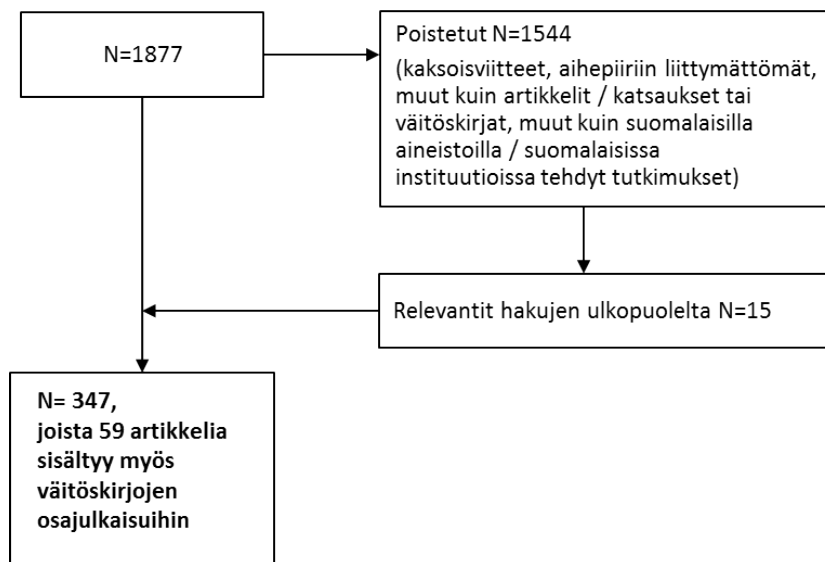 N=1877
Poistetut N=1544
(kaksoisviitteet, aihepiiriin liittymättömät,
muut kuin artikkelit / katsaukset tai
väitöskirjat, muut kuin suomalaisilla
aineistoilla / suomalaisissa
instituutioissa tehdyt tutkimukset)
Relevantit hakujen ulkopuolelta N=15
N= 347,
joista 59 artikkelia
sisältyy myös
väitöskirjojen
osajulkaisuihin